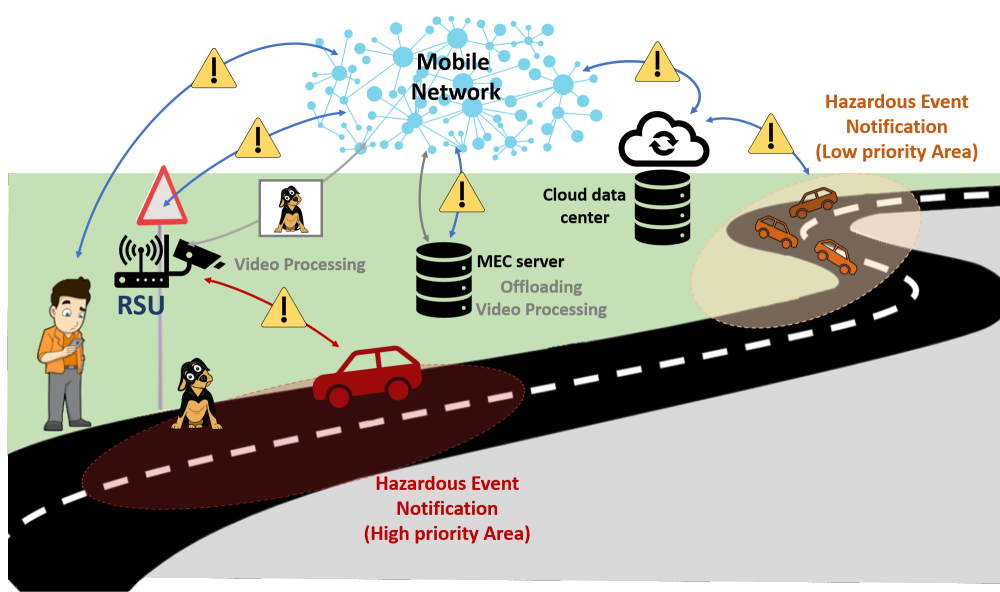 Mobile
Network
Hazardous Event
Notification
(Low priority Area)
Cloud data
center
Video Processing
MEC server
Offloading
Video Processing
RSU
Hazardous Event
Notification
(High priority Area)